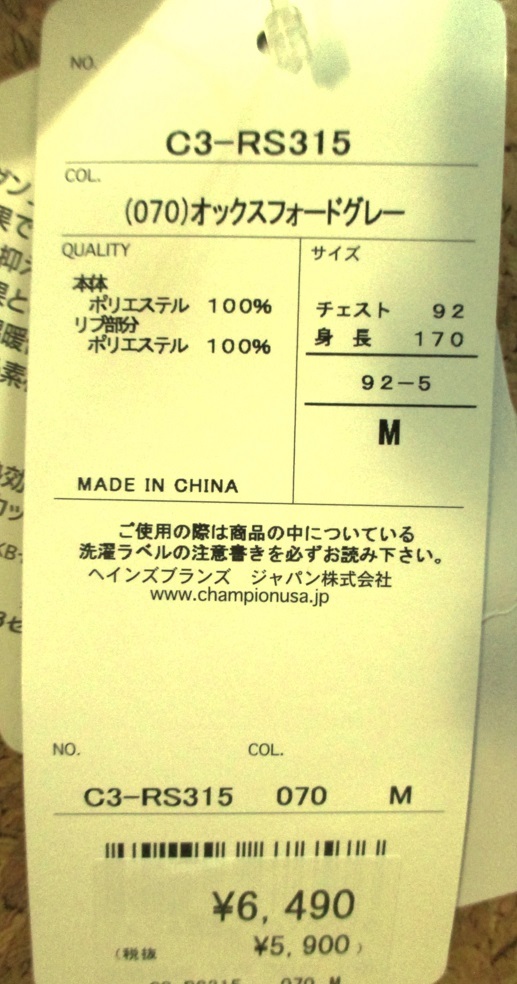 NO.
C3-RS315
COL.
(070)オックスフォードグレー
QUALITY
本体
ポリエステル 100%
リブ部分
ポリエステル 100%
MADE IN CHINA
サイズ
チェスト 92
身 長 170
92-5
M
ご使用の際は商品の中についている
洗濯ラベルの注意書きを必ずお読み下さい。
ヘインズブランズ ジャパン株式会社
www.championusa.jp
NO. COL.
C3-RS315 070 M
¥6,490
(税抜 ¥5,900)